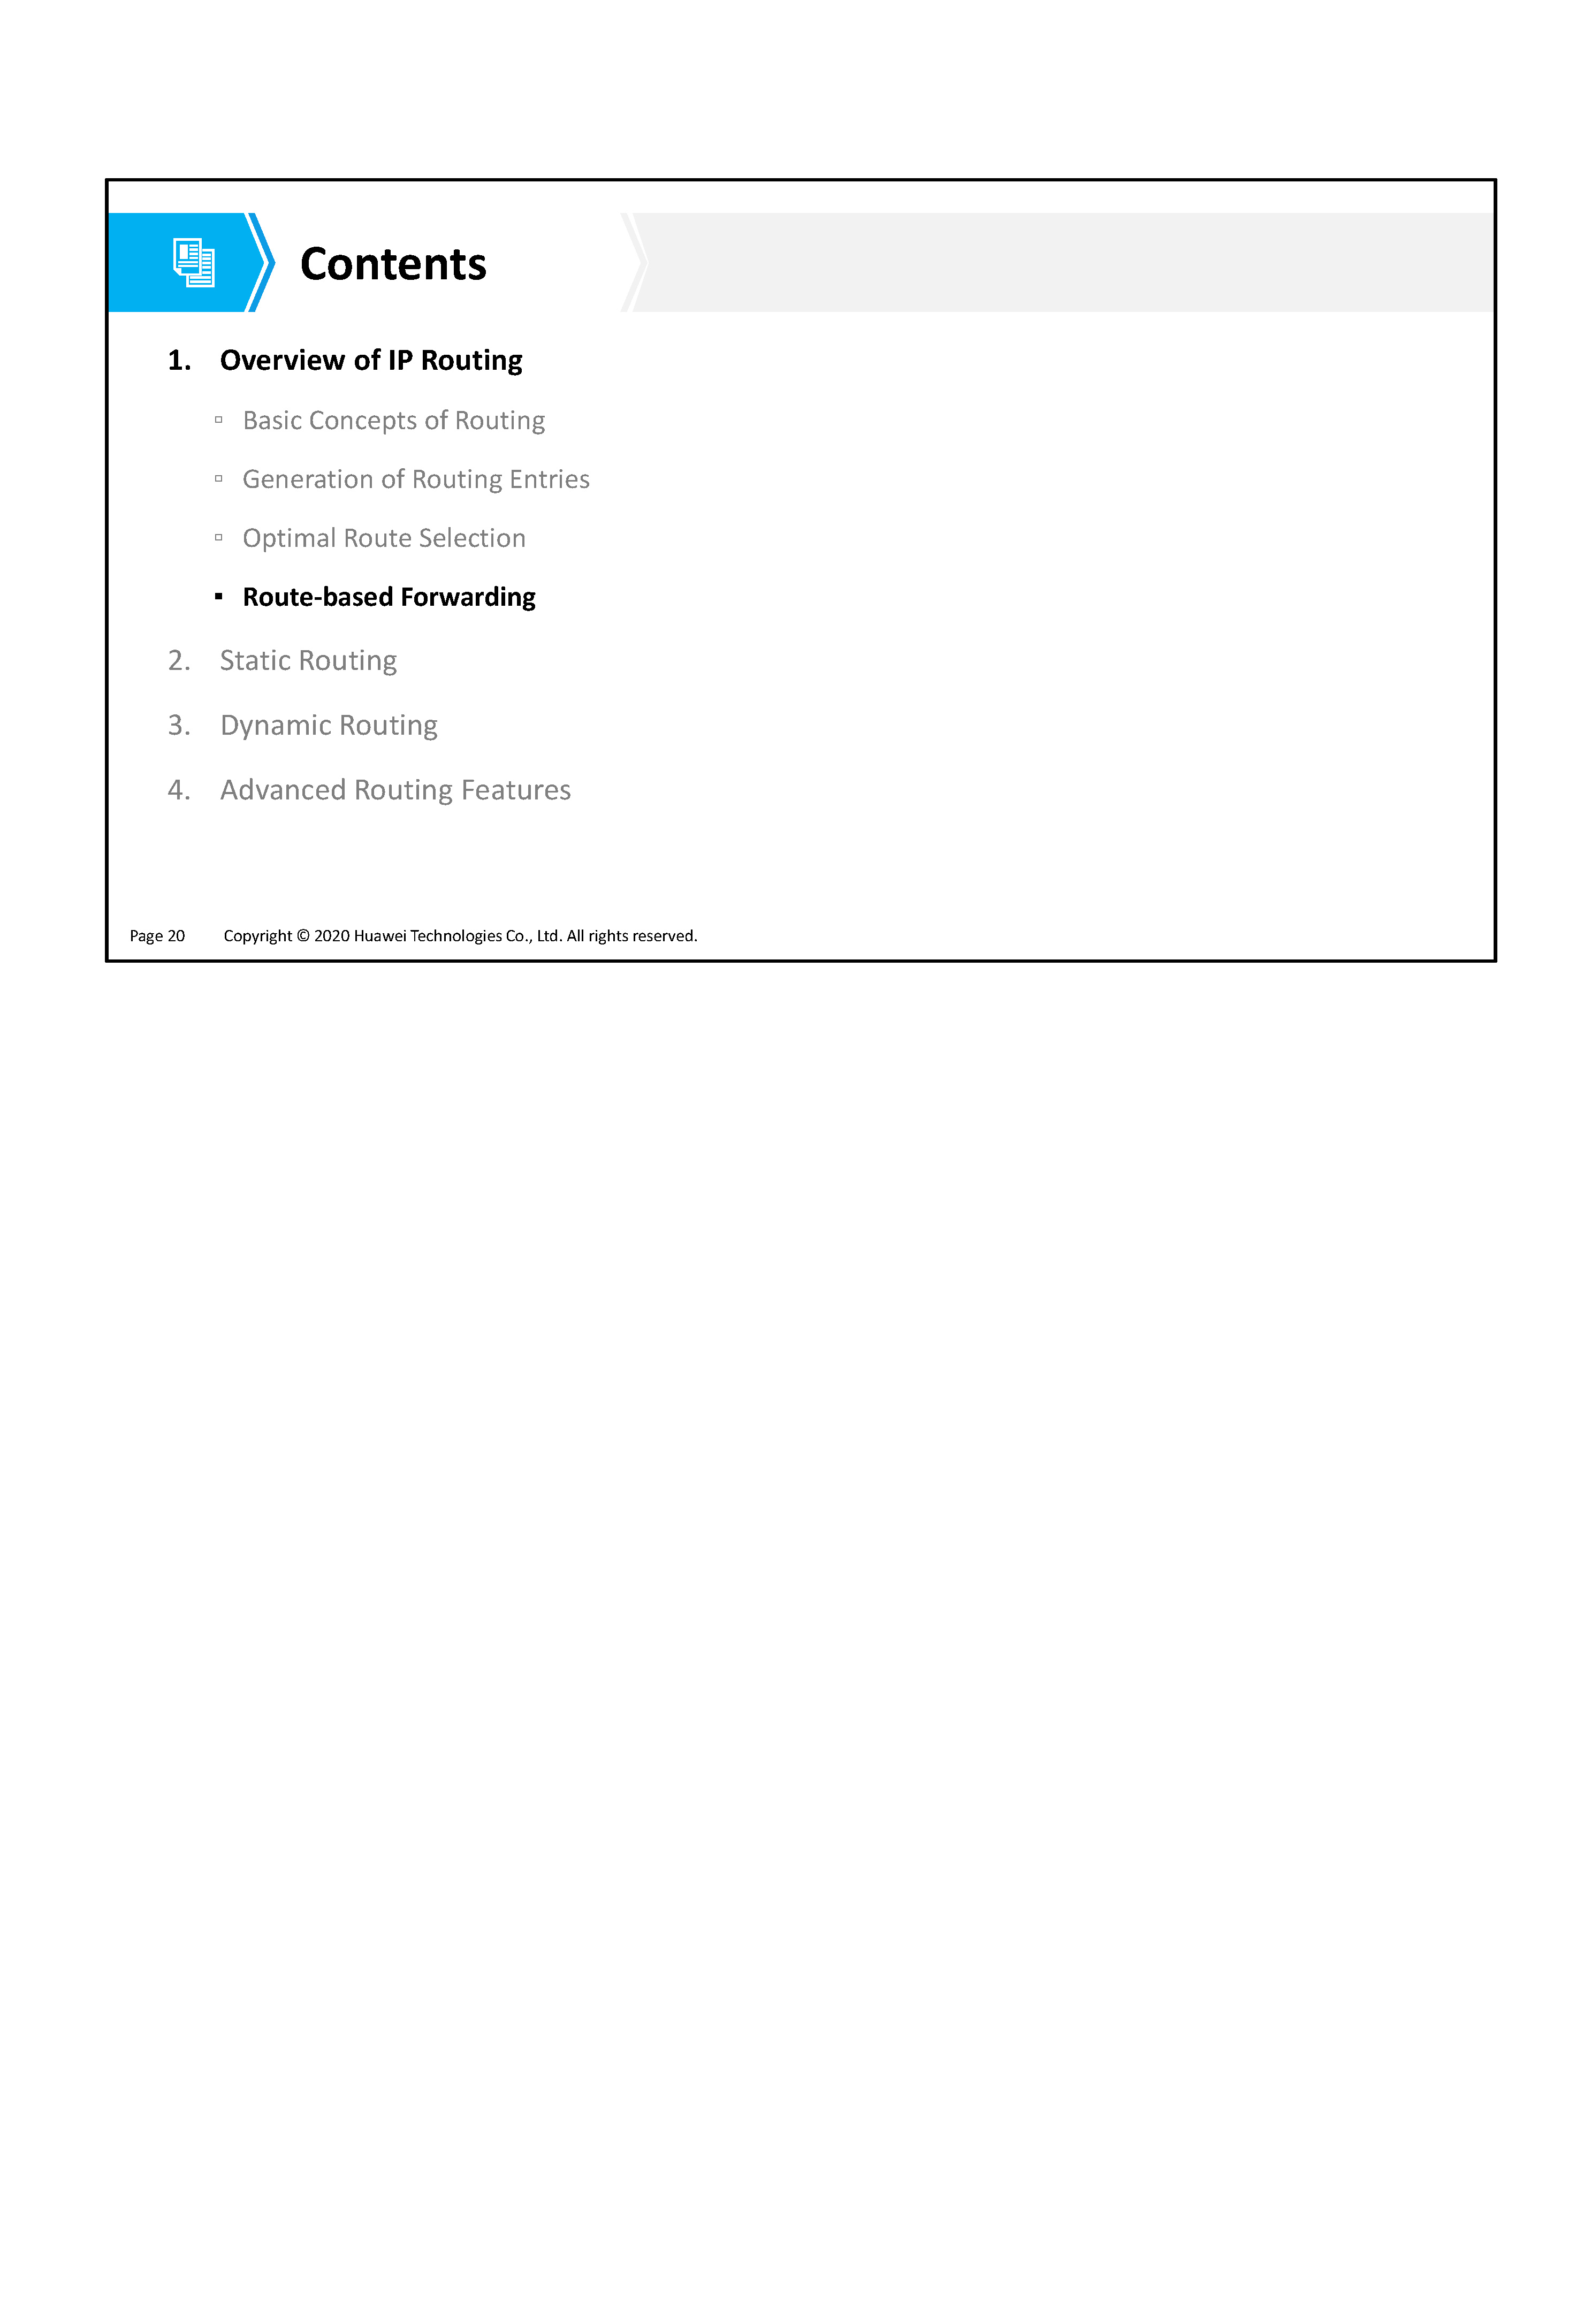 Contents
1. Overview of IP Routing
▫ Basic Concepts of Routing
▫ Generation of Routing Entries
▫ Optimal Route Selection
▪ Route-based Forwarding
2. Static Routing
3. Dynamic Routing
4. Advanced Routing Features
Page 20 Copyright © 2020 Huawei Technologies Co., Ltd. All rights reserved.